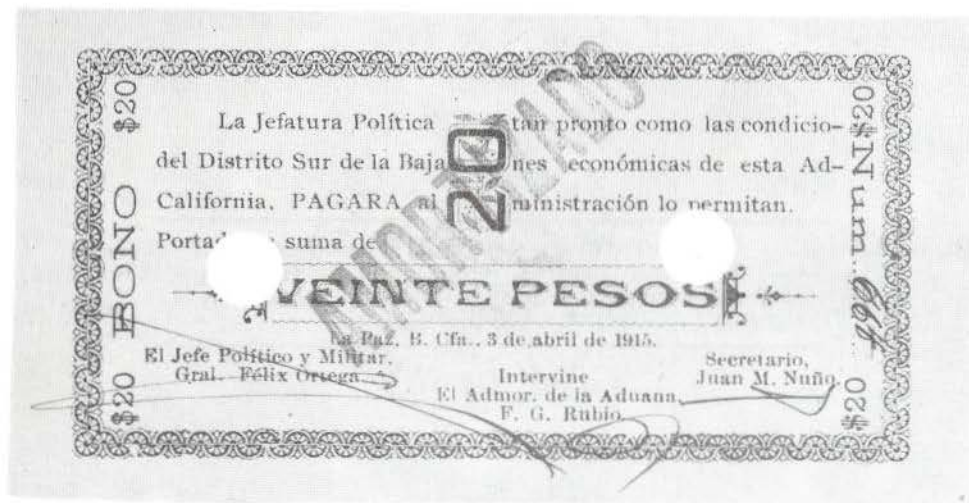 $20 BONO $20
La Jefatura Política
del Distrito Sur de la Baja
California, PAGARA al
Portad suma de
20
tan pronto como las condicio-
nes económicas de esta Ad-
ministración lo permitan.
AMORTIZADO
VEINTE PESOS
La Paz, B. Cfa., 3 de abril de 1915.
El Jefe Político y Militar,
Gral. Félix Ortega.
Intervine
El Admor. de la Aduana,
F. G. Rubio.
Secretario,
Juan M. Nuño.
$20 Num. $20